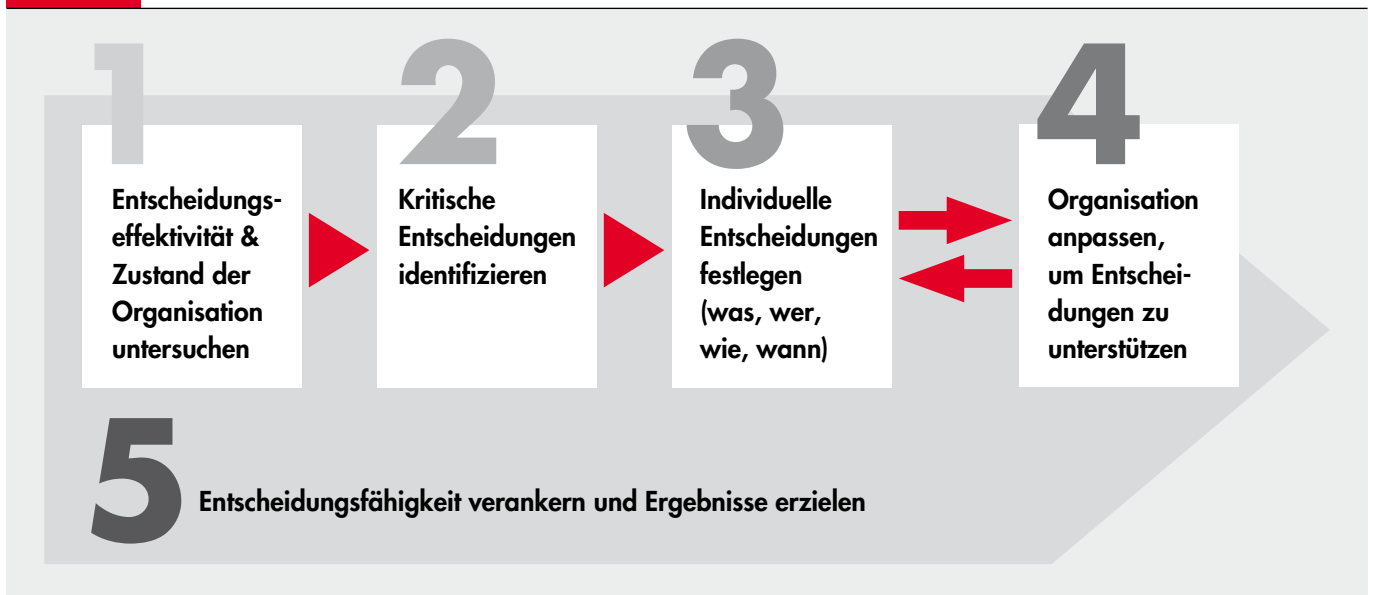 1
Entscheidungs-
effektivität &
Zustand der
Organisation
untersuchen
2
Kritische
Entscheidungen
identifizieren
3
Individuelle
Entscheidungen
festlegen
(was, wer,
wie, wann)
4
Organisation
anpassen,
um Entschei-
dungen zu
unterstützen
5
Entscheidungsfähigkeit verankern und Ergebnisse erzielen